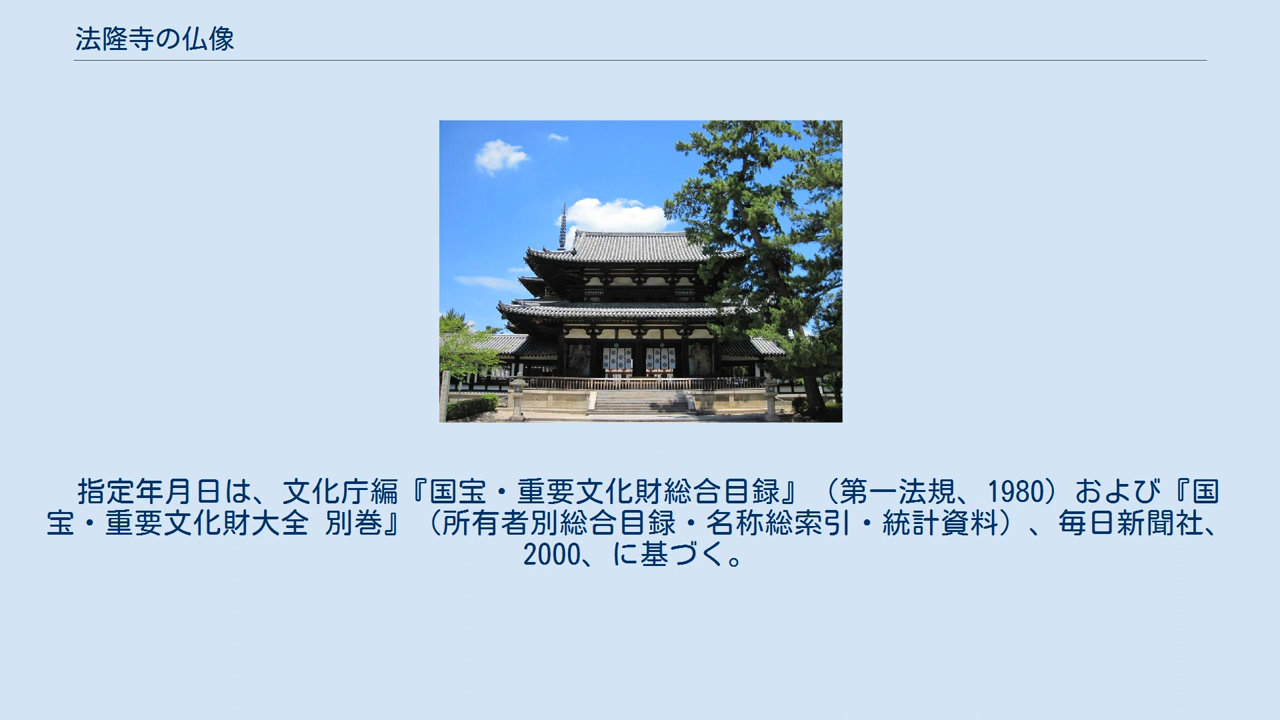 法隆寺の仏像
指定年月日は、文化庁編『国宝・重要文化財総合目録』（第一法規、1980）および『国
宝・重要文化財大全 別巻』（所有者別総合目録・名称総索引・統計資料）、毎日新聞社、
2000、に基づく。